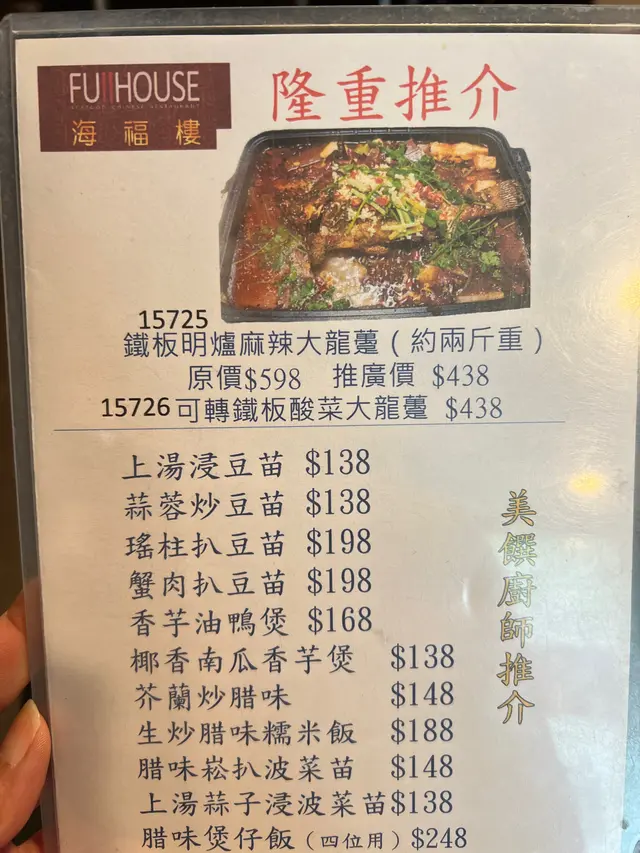 FU||HOUSE
海福樓
隆重推介
15725
鐵板明爐麻辣大龍躉(約兩斤重)
原價$598 推廣價 $438
15726 可轉鐵板酸菜大龍躉 $438
上湯浸豆苗 $138
蒜蓉炒豆苗 $138
瑤柱扒豆苗 $198
蟹肉扒豆苗 $198
香芋油鴨煲 $168
椰香南瓜香芋煲 $138
芥蘭炒腊味 $148
生炒腊味糯米飯 $188
腊味崧扒波菜苗 $148
上湯蒜子浸波菜苗$138
腊味煲仔飯(四位用)$248
美饌廚師推介